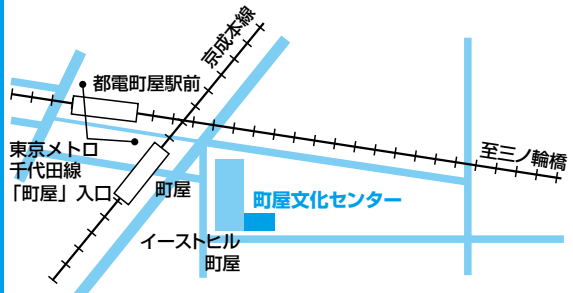 京成本線
都電町屋駅前
東京メトロ
千代田線
「町屋」入口
町屋
至三ノ輪橋
町屋文化センター
イーストヒル
町屋